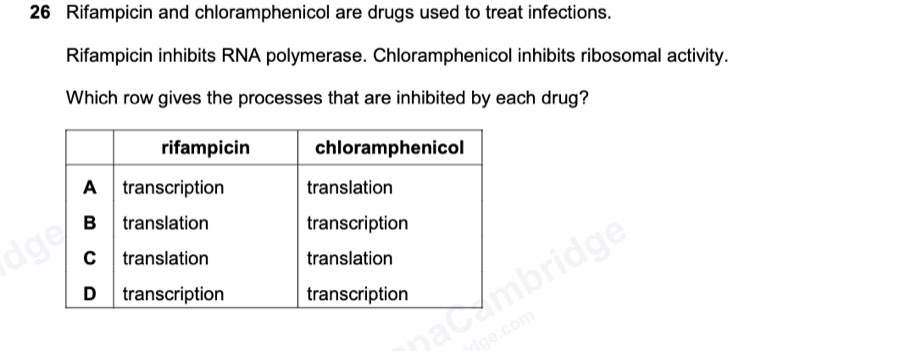 26 Rifampicin and chloramphenicol are drugs used to treat infections.
Rifampicin inhibits RNA polymerase. Chloramphenicol inhibits ribosomal activity.
Which row gives the processes that are inhibited by each drug?
rifampicin chloramphenicol
A transcription translation
B translation transcription
C translation translation
D transcription transcription